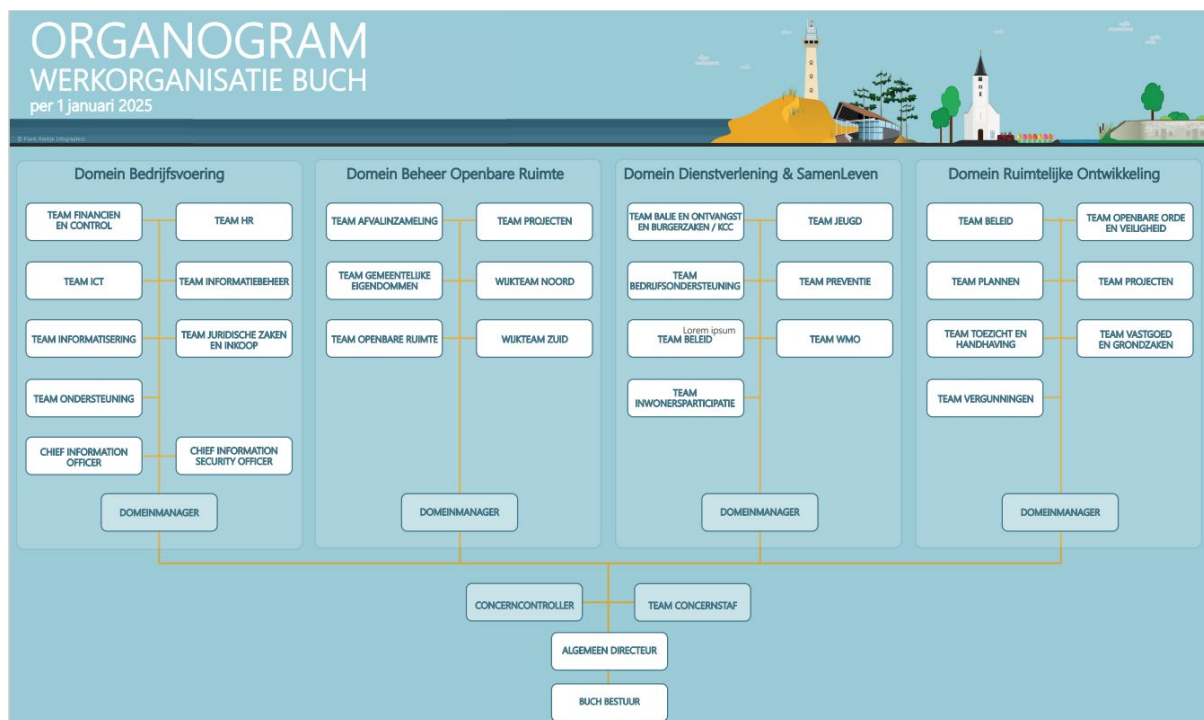 ORGANOGRAM
WERKORGANISATIE BUCH
per 1 januari 2025
Domein Bedrijfsvoering
TEAM FINANCIEN
EN CONTROL
TEAM HR
TEAM ICT
TEAM INFORMATIEBEHEER
TEAM INFORMATISERING
TEAM JURIDISCHE ZAKEN
EN INKOOP
TEAM ONDERSTEUNING
CHIEF INFORMATION
OFFICER
CHIEF INFORMATION
SECURITY OFFICER
DOMEINMANAGER
Domein Beheer Openbare Ruimte
TEAM AFVALINZAMELING
TEAM PROJECTEN
TEAM GEMEENTELIJKE
EIGENDOMMEN
WIJKTEAM NOORD
TEAM OPENBARE RUIMTE
WIJKTEAM ZUID
DOMEINMANAGER
Domein Dienstverlening & SamenLeven
TEAM BALIE EN ONTVANGST
EN BURGERZAKEN / KCC
TEAM JEUGD
TEAM
BEDRIJFSONDERSTEUNING
TEAM PREVENTIE
Lorem ipsum
TEAM BELEID
TEAM WMO
TEAM
INWONERSPARTICIPATIE
DOMEINMANAGER
Domein Ruimtelijke Ontwikkeling
TEAM BELEID
TEAM OPENBARE ORDE
EN VEILIGHEID
TEAM PLANNEN
TEAM PROJECTEN
TEAM TOEZICHT EN
HANDHAVING
TEAM VASTGOED
EN GRONDZAKEN
TEAM VERGUNNINGEN
DOMEINMANAGER
CONCERNCONTROLLER
TEAM CONCERNSTAF
ALGEMEEN DIRECTEUR
BUCH BESTUUR